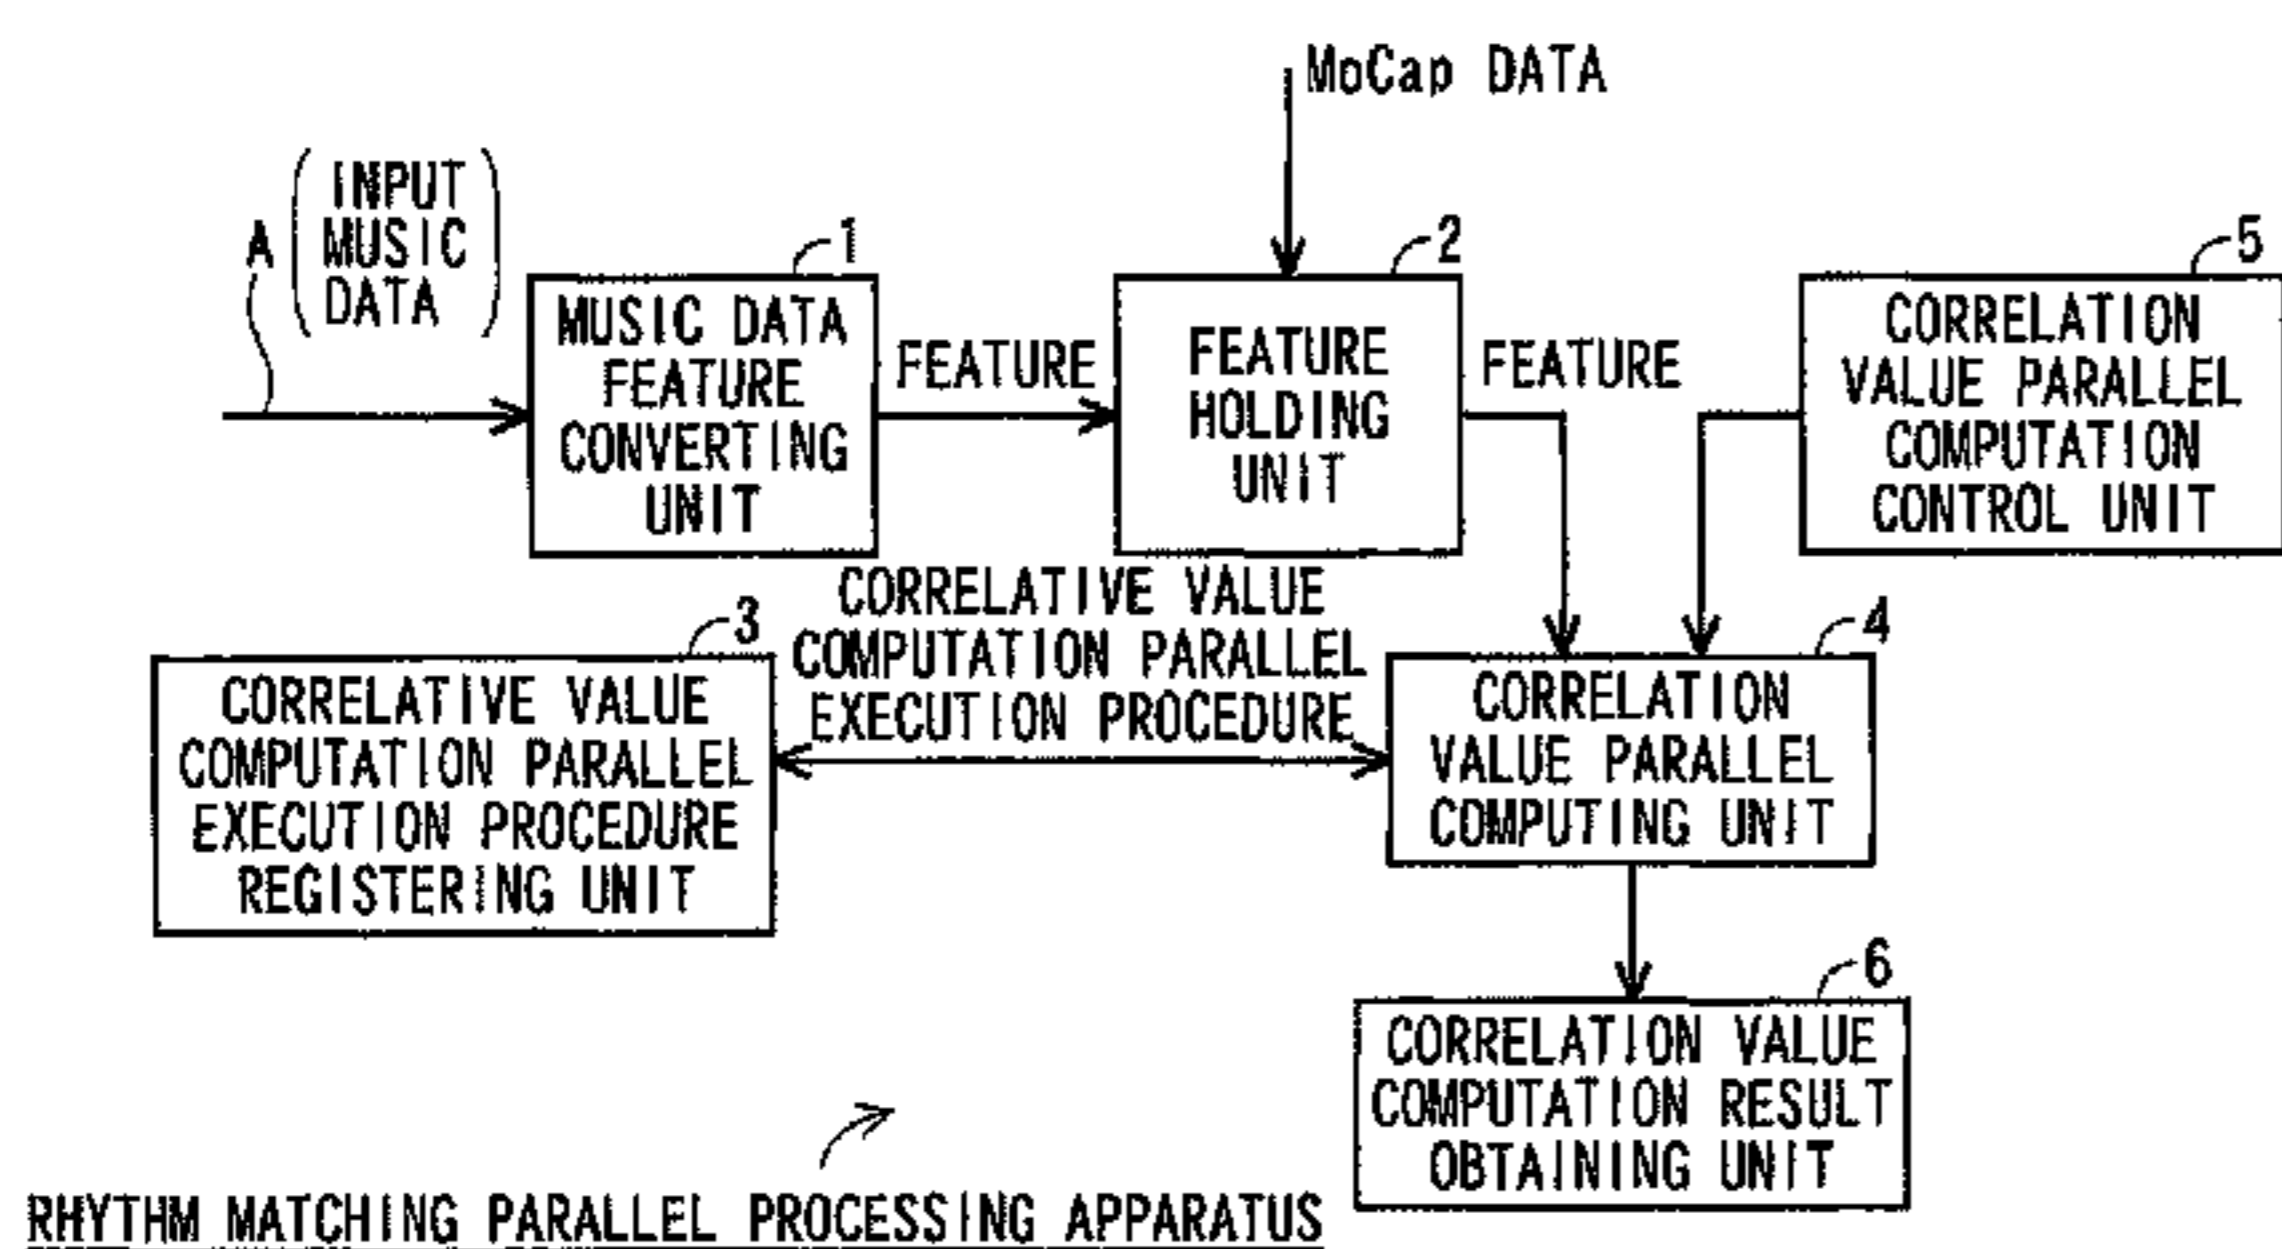 MoCap DATA
A
INPUT
MUSIC
DATA
1
MUSIC DATA
FEATURE
CONVERTING
UNIT
FEATURE
2
FEATURE
HOLDING
UNIT
FEATURE
5
CORRELATION
VALUE PARALLEL
COMPUTATION
CONTROL UNIT
3
CORRELATIVE VALUE
COMPUTATION PARALLEL
EXECUTION PROCEDURE
REGISTERING UNIT
CORRELATIVE VALUE
COMPUTATION PARALLEL
EXECUTION PROCEDURE
4
CORRELATION
VALUE PARALLEL
COMPUTING UNIT
6
CORRELATION VALUE
COMPUTATION RESULT
OBTAINING UNIT
RHYTHM MATCHING PARALLEL PROCESSING APPARATUS